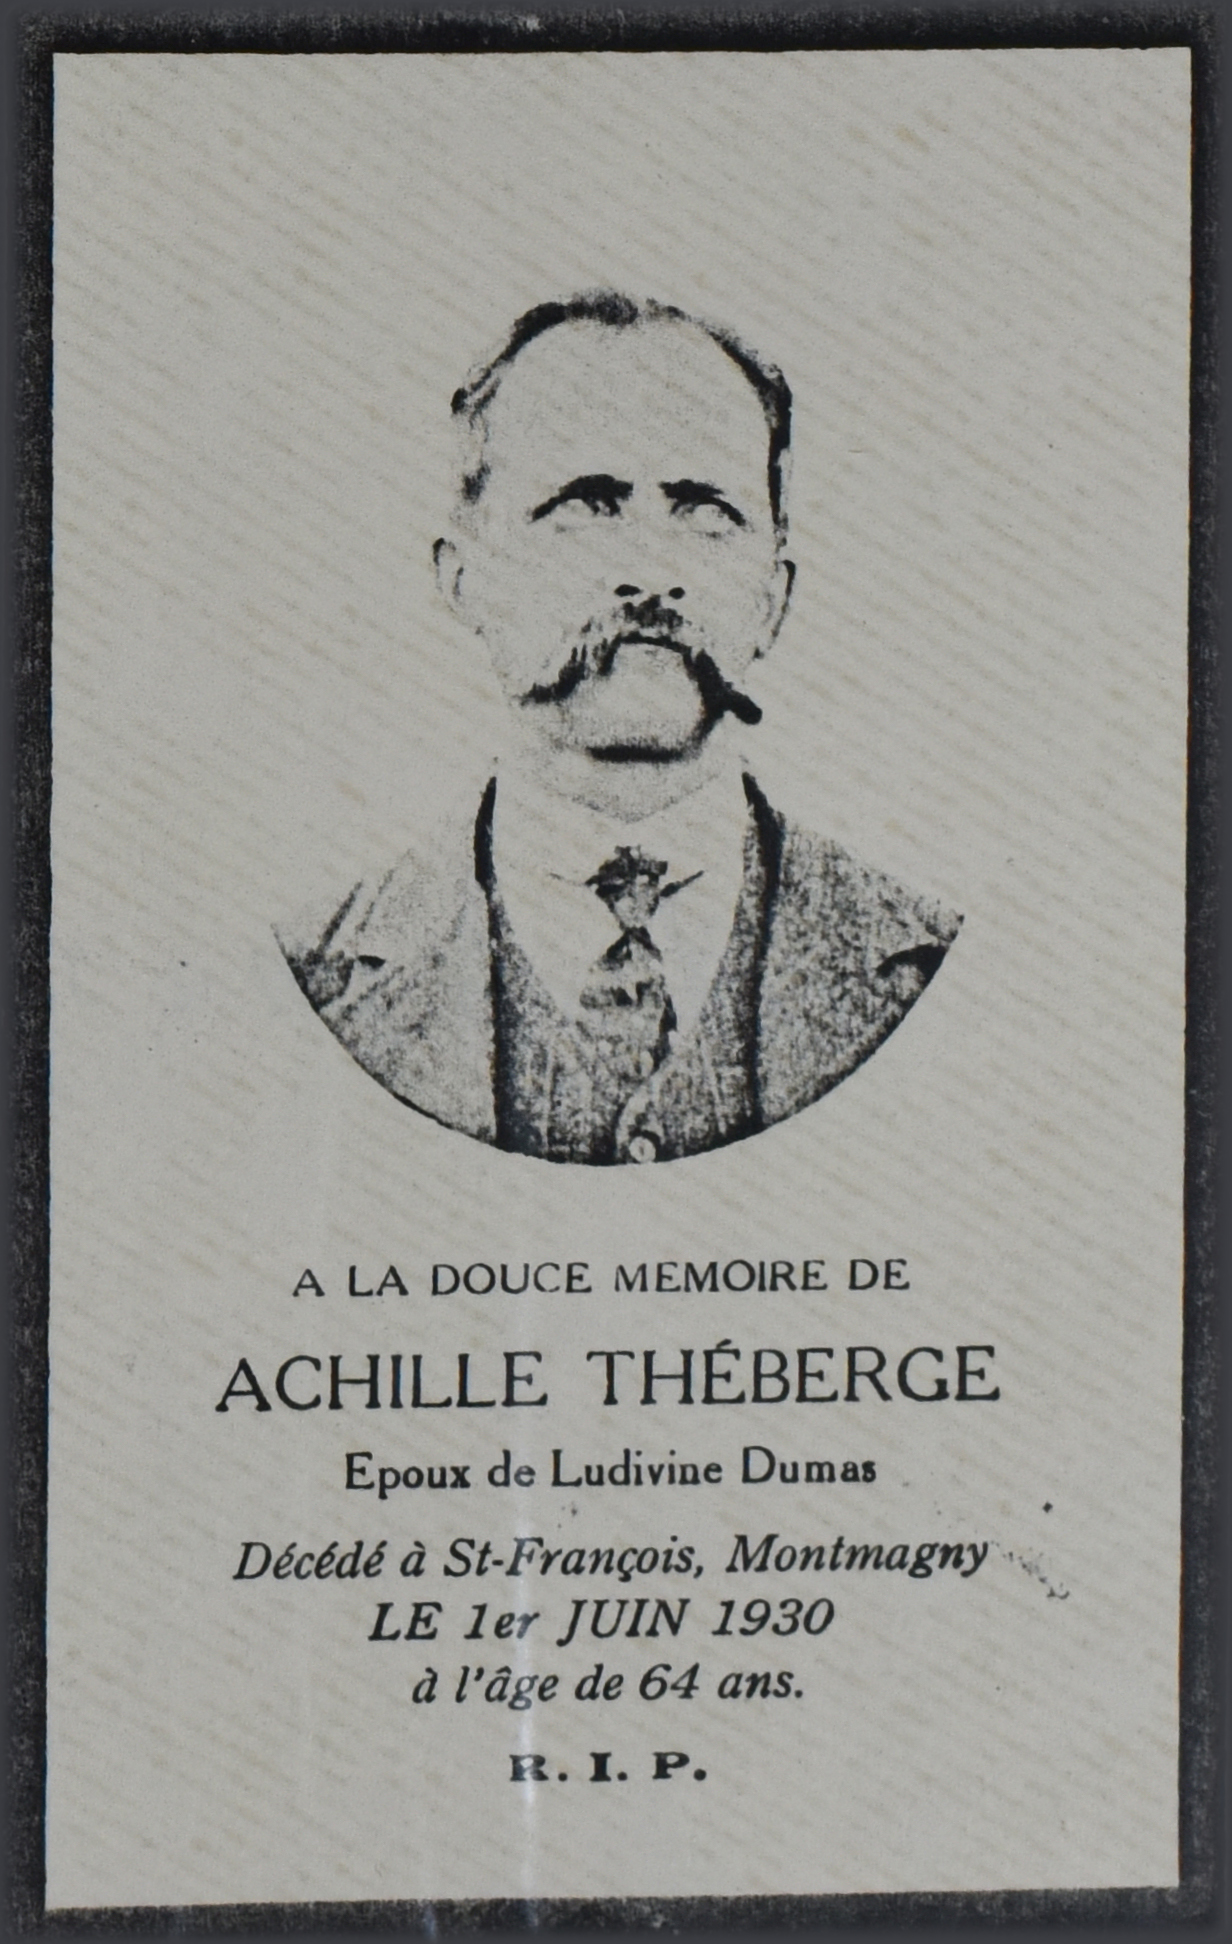 A LA DOUCE MEMOIRE DE
ACHILLE THÉBERGE
Epoux de Ludivine Dumas
Décédé à St-François, Montmagny
LE 1er JUIN 1930
à l'âge de 64 ans.
R. I. P.